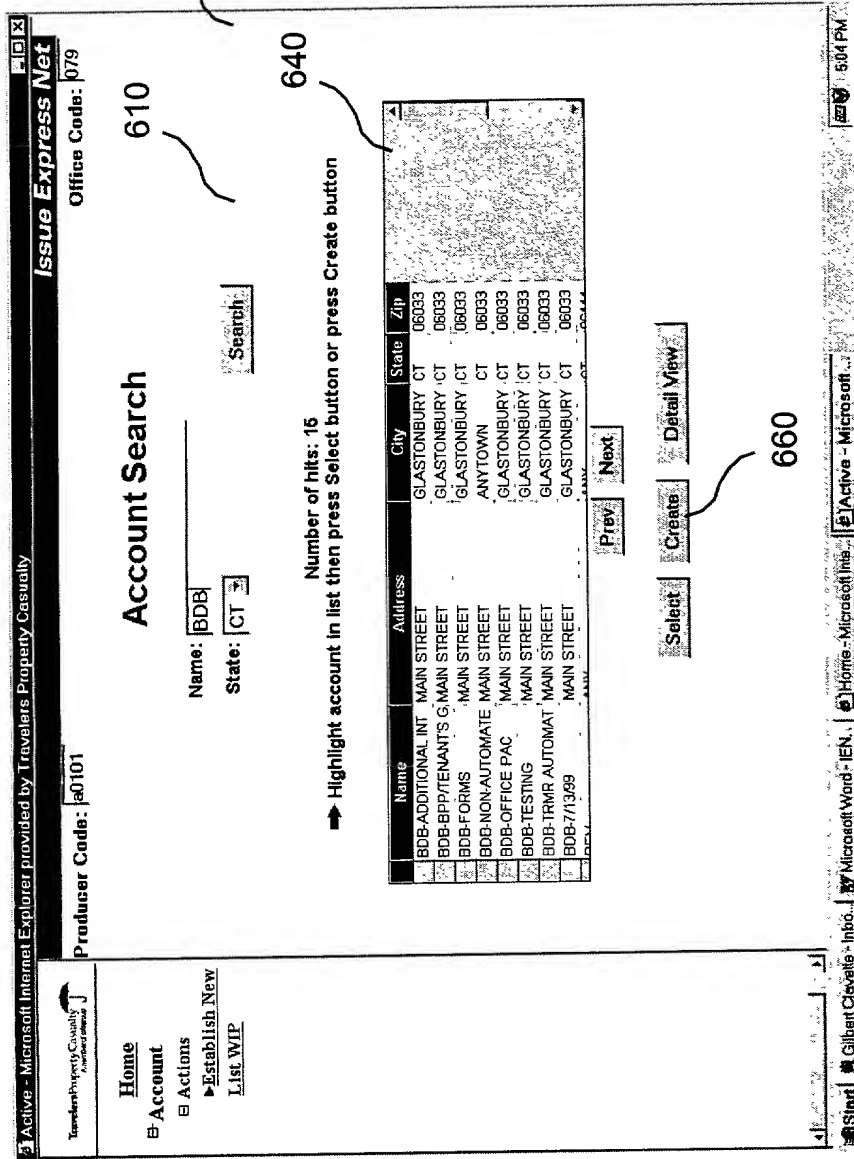 Active - Microsoft Internet Explorer provided by Travelers Property Casualty
Issue Express Net
TravelersPropertyCasualty
Producer Code: a0101
Office Code: 079
Home
Account
Actions
Establish New
List WIP
Account Search
610
Name: BDB
State: CT
Search
Number of hits: 16
Highlight account in list then press Select button or press Create button
640
Name Address City State Zip
BDB-ADDITIONAL INT MAIN STREET GLASTONBURY CT 06033
BDB-BPP/TENANT'S G MAIN STREET GLASTONBURY CT 06033
BDB-FORMS MAIN STREET GLASTONBURY CT 06033
BDB-NON-AUTOMATE MAIN STREET ANYTOWN CT 06033
BDB-OFFICE PAC MAIN STREET GLASTONBURY CT 06033
BDB-TESTING MAIN STREET GLASTONBURY CT 06033
BDB-TRMR AUTOMAT MAIN STREET GLASTONBURY CT 06033
BDB-7/13/99 MAIN STREET GLASTONBURY CT 06033
Prev Next
Select Create Detail View
660
Start Gilbert Clevette - Inbo... Microsoft Word - IEN... Home - Microsoft Inte... Active - Microsoft ... 5:04 PM